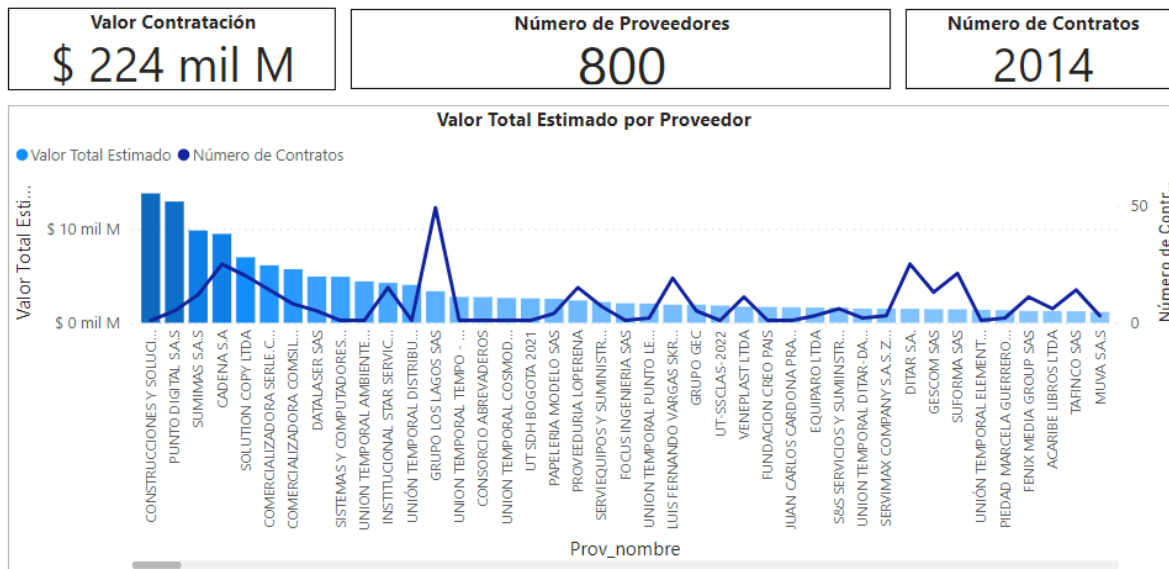 Valor Contratación
$ 224 mil M
Número de Proveedores
800
Número de Contratos
2014
Valor Total Estimado por Proveedor
Valor Total Estimado
Número de Contratos
Valor Total Esti...
$ 10 mil M
$ 0 mil M
50
0
Número de Contr...
CONSTRUCCIONES Y SOLUCI...
PUNTO DIGITAL S.A.S
SUMIMAS S.A.S
CADENA S.A
SOLUTION COPY LTDA
COMERCIALIZADORA SERLE.C...
COMERCIALIZADORA COMSIL...
DATALASER SAS
SISTEMAS Y COMPUTADORES...
UNION TEMPORAL AMBIENTE...
INSTITUCIONAL STAR SERVIC...
UNIÓN TEMPORAL DISTRIBU...
GRUPO LOS LAGOS SAS
UNION TEMPORAL TEMPO - ...
CONSORCIO ABREVADEROS
UNION TEMPORAL COSMOD...
UT SDH BOGOTA 2021
PAPELERIA MODELO SAS
PROVEEDURIA LOPERENA
SERVIEQUIPOS Y SUMINISTR...
FOCUS INGENIERIA SAS
UNION TEMPORAL PUNTO LE...
LUIS FERNANDO VARGAS SKR...
GRUPO GEC
UT-SSCLAS-2022
VENEPLAST LTDA
FUNDACION CREO PAIS
JUAN CARLOS CARDONA PRA...
EQUIPARO LTDA
S&S SERVICIOS Y SUMIINSTR...
UNION TEMPORAL DITAR-DA...
SERVIMAX COMPANY S.A.S. Z...
DITAR S.A.
GESCOM SAS
SUFORMAS SAS
UNIÓN TEMPORAL ELEMENT...
PIEDAD MARCELA GUERRERO...
FENIX MEDIA GROUP SAS
ACARIBE LIBROS LTDA
TAFINCO SAS
MUVA S.A.S
Prov_nombre